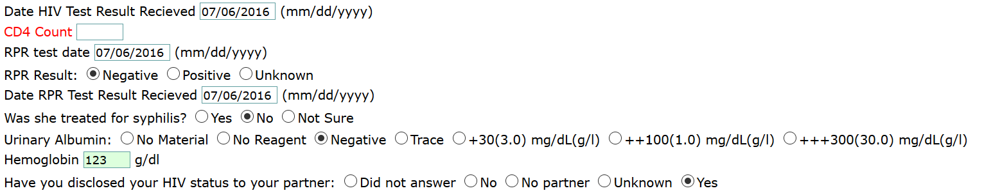 Date HIV Test Result Recieved 07/06/2016 (mm/dd/yyyy)
CD4 Count
RPR test date 07/06/2016 (mm/dd/yyyy)
RPR Result: Negative Positive Unknown
Date RPR Test Result Recieved 07/06/2016 (mm/dd/yyyy)
Was she treated for syphilis? Yes No Not Sure
Urinary Albumin: No Material No Reagent Negative Trace +30(3.0) mg/dL(g/l) ++100(1.0) mg/dL(g/l) +++300(30.0) mg/dL(g/l)
Hemoglobin 123 g/dl
Have you disclosed your HIV status to your partner: Did not answer No No partner Unknown Yes